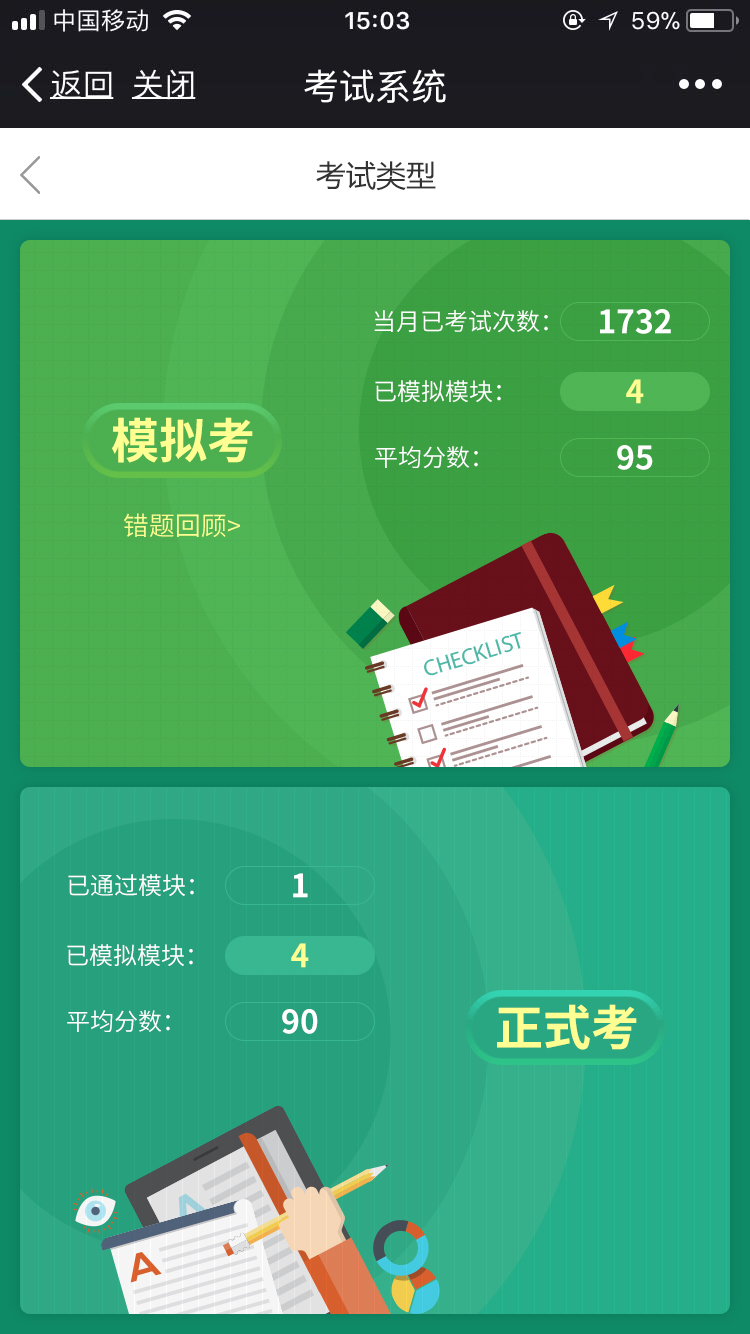 中国移动 15:03 59%
返回 关闭 考试系统
考试类型
当月已考试次数： 1732
已模拟模块： 4
平均分数： 95
模拟考
错题回顾>
CHECKLIST
已通过模块： 1
已模拟模块： 4
平均分数： 90
正式考
A
A